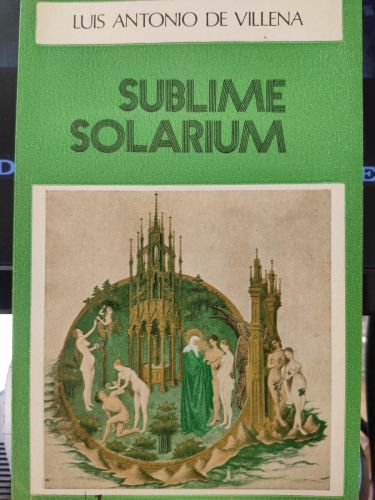 LUIS ANTONIO DE VILLENA
SUBLIME
SOLARIUM